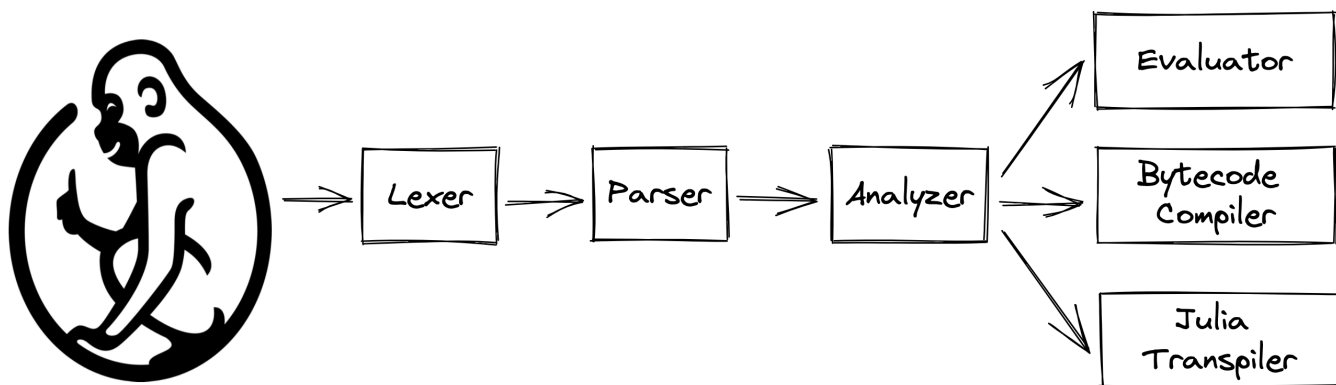 Lexer
Parser
Analyzer
Evaluator
Bytecode
Compiler
Julia
Transpiler